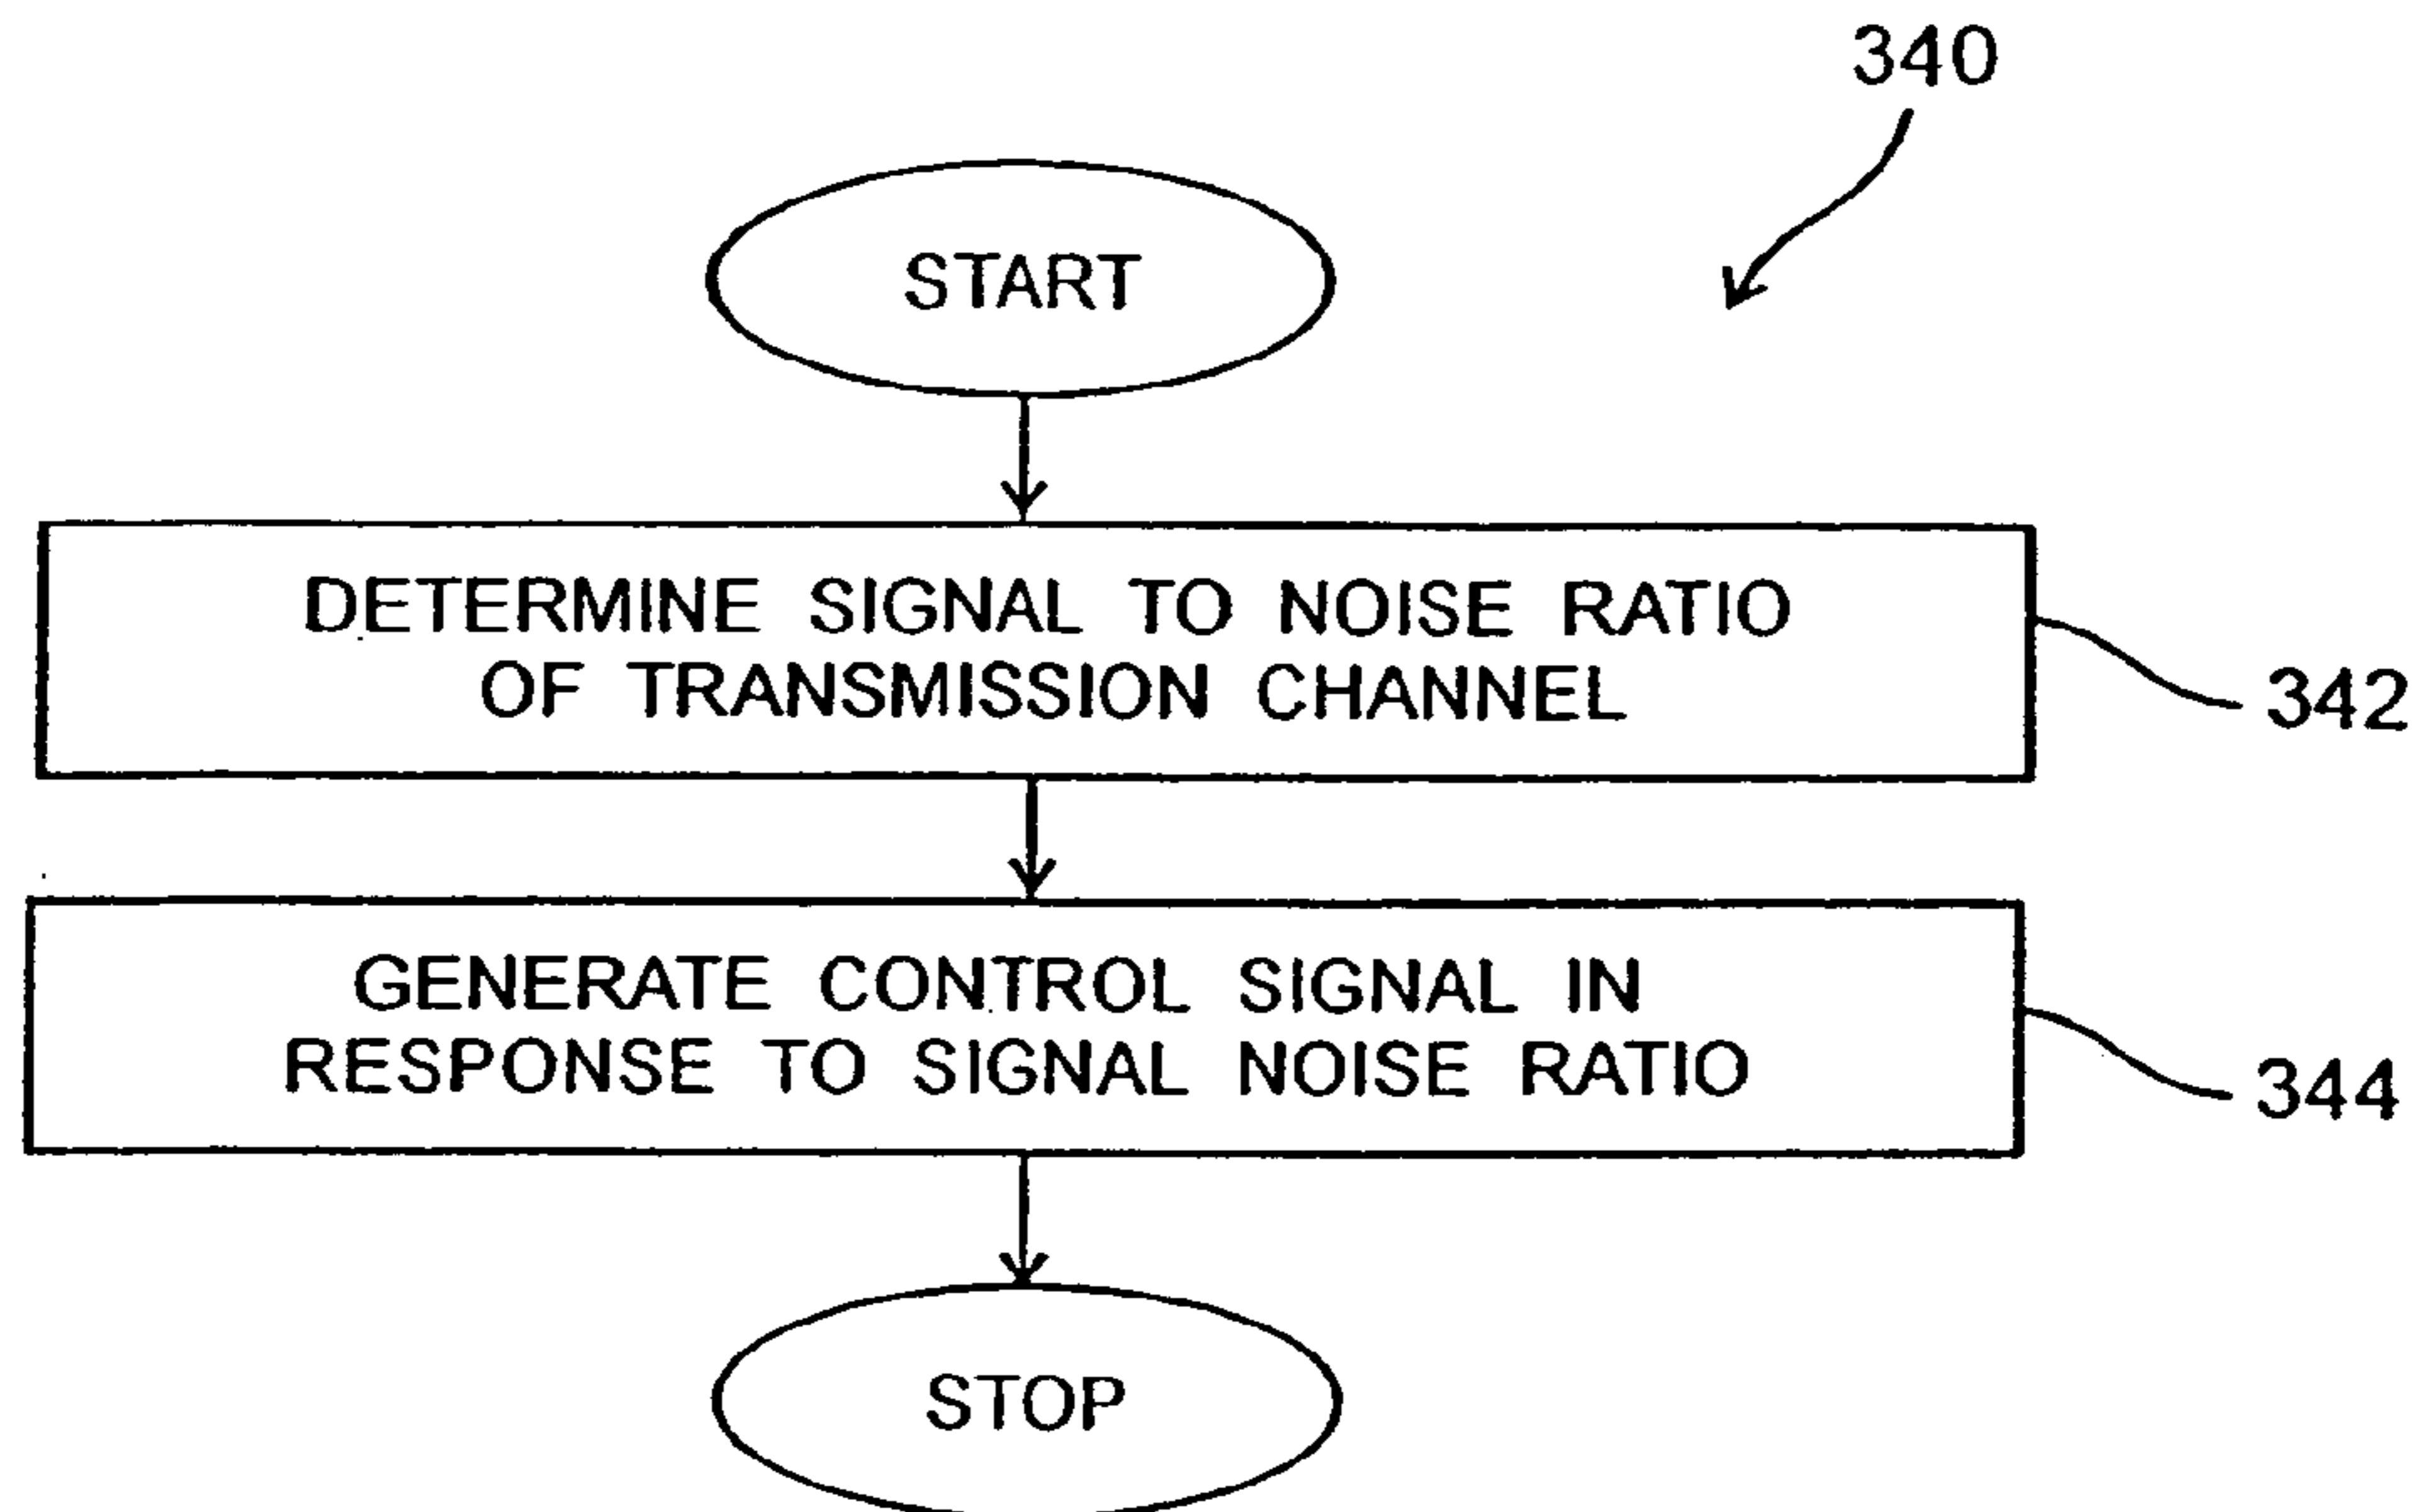 340
START
DETERMINE SIGNAL TO NOISE RATIO
OF TRANSMISSION CHANNEL
342
GENERATE CONTROL SIGNAL IN
RESPONSE TO SIGNAL NOISE RATIO
344
STOP